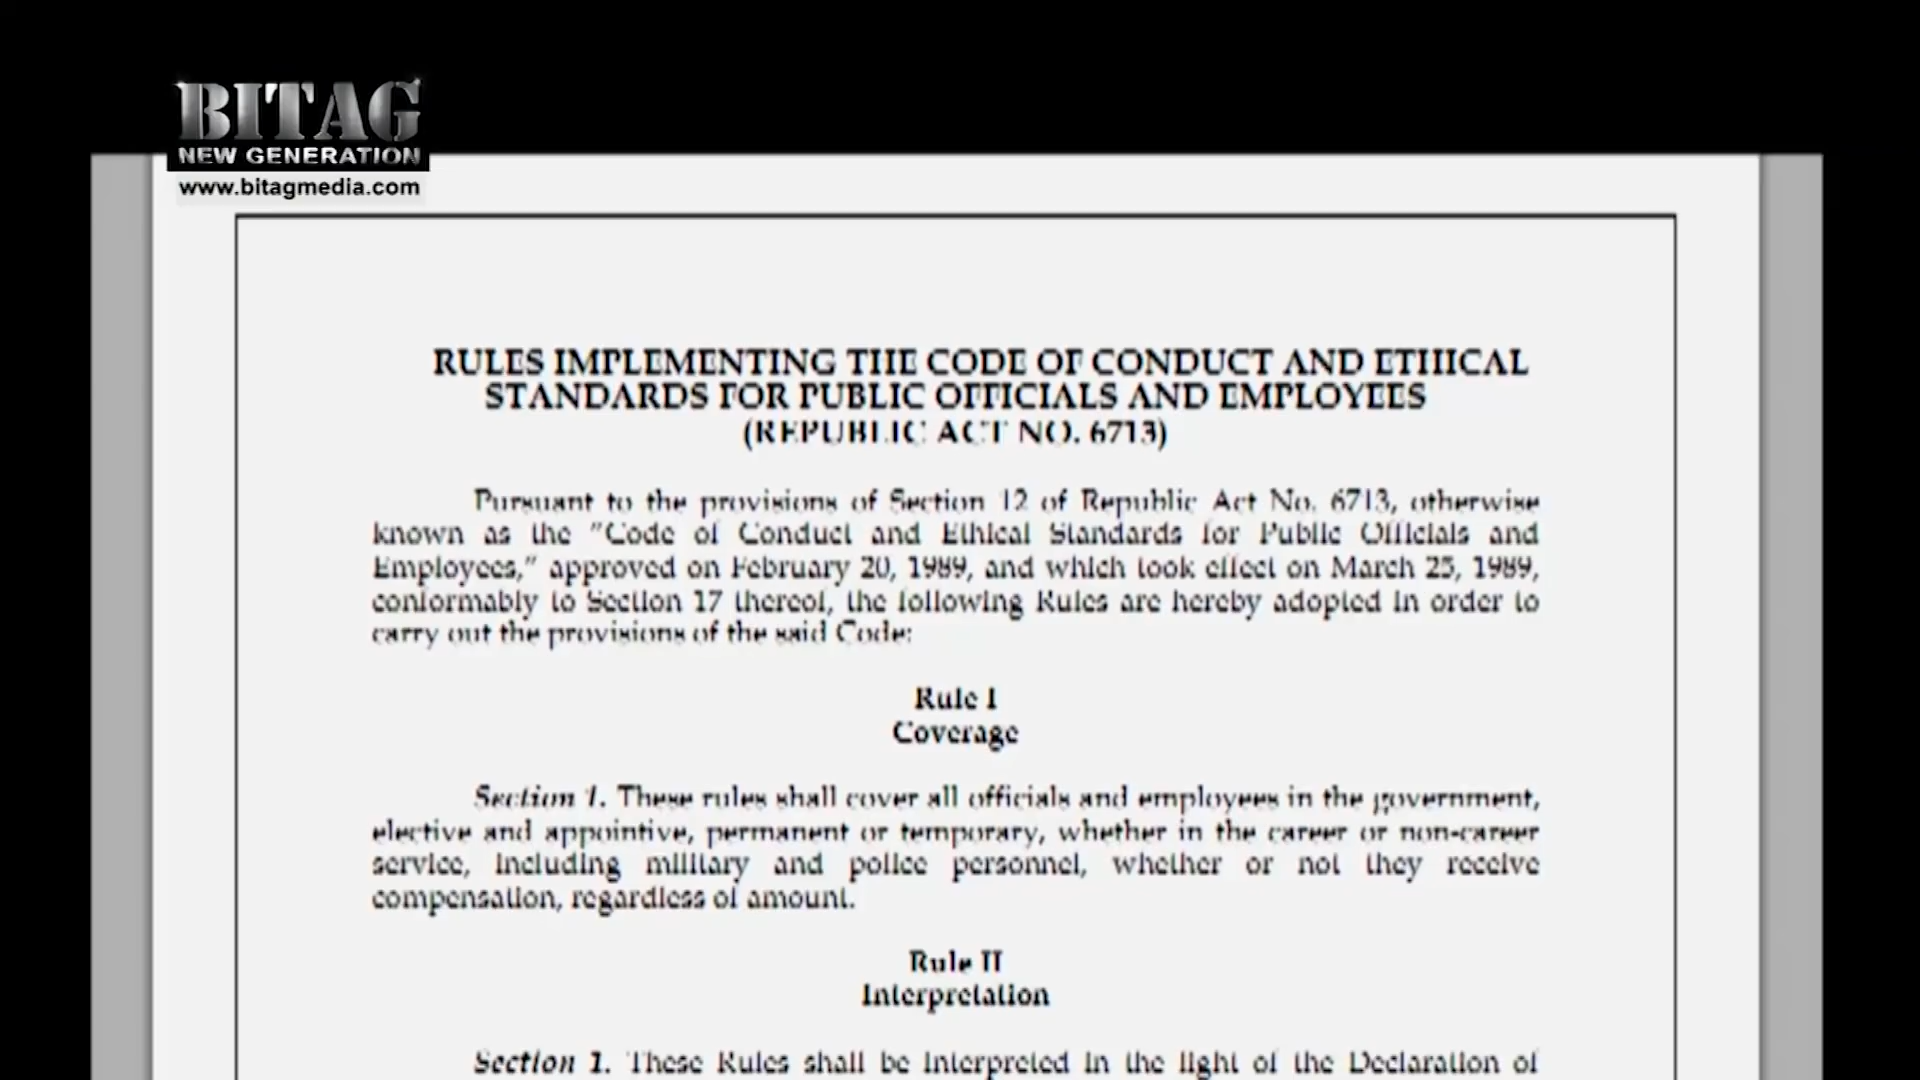 BITAG
NEW GENERATION
www.bitagmedia.com
RULES IMPLEMENTING THE CODE OF CONDUCT AND ETHICAL
STANDARDS FOR PUBLIC OFFICIALS AND EMPLOYEES
(REPUBLIC ACT NO. 6713)
Pursuant to the provisions of Section 12 of Republic Act No. 6713, otherwise
known as the "Code of Conduct and Ethical Standards for Public Officials and
Employees," approved on February 20, 1989, and which took effect on March 25, 1989,
conformably to Section 17 thereof, the following Rules are hereby adopted in order to
carry out the provisions of the said Code:
Rule I
Coverage
Section 1. These rules shall cover all officials and employees in the government,
elective and appointive, permanent or temporary, whether in the career or non-career
service, including military and police personnel, whether or not they receive
compensation, regardless of amount.
Rule II
Interpretation
Section 1. These Rules shall be interpreted in the light of the Declaration of